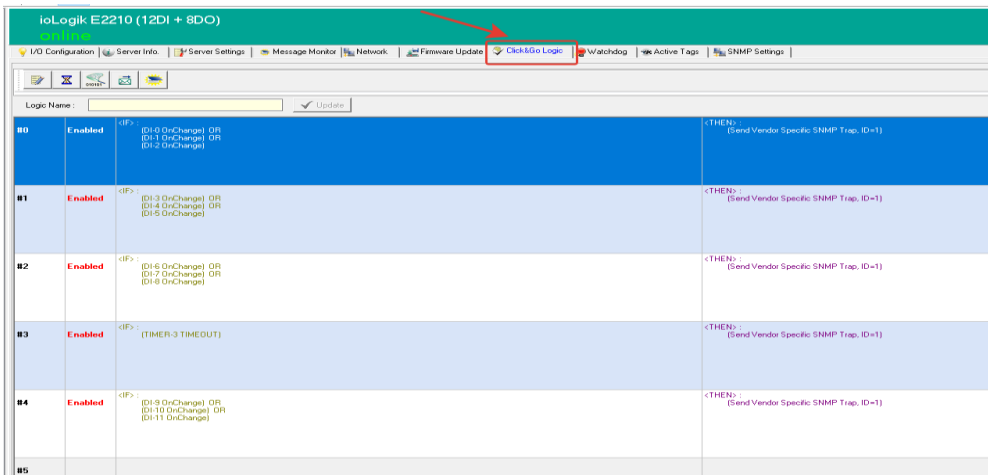 ioLogik E2210 (12DI + 8DO)
online
I/O Configuration | Server Info. | Server Settings | Message Monitor | Network | Firmware Update | Click&Go Logic | Watchdog | Active Tags | SNMP Settings |
Logic Name : Update
#0 Enabled <IF> : <THEN> :
(DI-0 OnChange) OR (Send Vendor Specific SNMP Trap, ID=1)
(DI-1 OnChange) OR
(DI-2 OnChange)
#1 Enabled <IF> : <THEN> :
(DI-3 OnChange) OR (Send Vendor Specific SNMP Trap, ID=1)
(DI-4 OnChange) OR
(DI-5 OnChange)
#2 Enabled <IF> : <THEN> :
(DI-6 OnChange) OR (Send Vendor Specific SNMP Trap, ID=1)
(DI-7 OnChange) OR
(DI-8 OnChange)
#3 Enabled <IF> : <THEN> :
(TIMER-3 TIMEOUT) (Send Vendor Specific SNMP Trap, ID=1)
#4 Enabled <IF> : <THEN> :
(DI-9 OnChange) OR (Send Vendor Specific SNMP Trap, ID=1)
(DI-10 OnChange) OR
(DI-11 OnChange)
#5